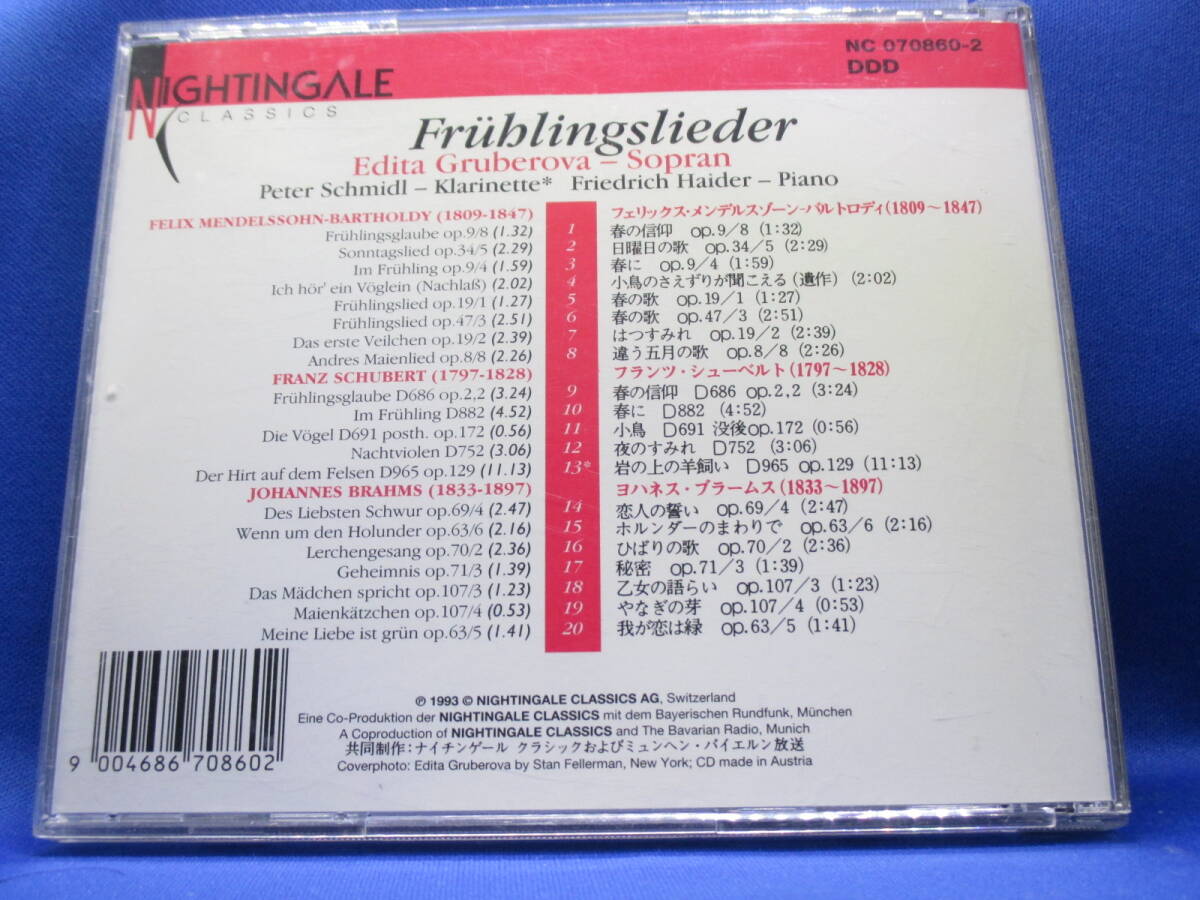 NIGHTINGALE
CLASSICS
NC 070860-2
DDD
Frühlingslieder
Edita Gruberova – Sopran
Peter Schmidl – Klarinette* Friedrich Haider – Piano
FELIX MENDELSSOHN-BARTHOLDY (1809-1847)
Frühlingsglaube op.9/8 (1.32)
Sonntagslied op.34/5 (2.29)
Im Frühling op.9/4 (1.59)
Ich hör' ein Vöglein (Nachlaß) (2.02)
Frühlingslied op.19/1 (1.27)
Frühlingslied op.47/3 (2.51)
Das erste Veilchen op.19/2 (2.39)
Andres Maienlied op.8/8 (2.26)
FRANZ SCHUBERT (1797-1828)
Frühlingsglaube D686 op.2,2 (3.24)
Im Frühling D882 (4.52)
Die Vögel D691 posth. op.172 (0.56)
Nachtviolen D752 (3.06)
Der Hirt auf dem Felsen D965 op.129 (11.13)
JOHANNES BRAHMS (1833-1897)
Des Liebsten Schwur op.69/4 (2.47)
Wenn um den Holunder op.63/6 (2.16)
Lerchengesang op.70/2 (2.36)
Geheimnis op.71/3 (1.39)
Das Mädchen spricht op.107/3 (1.23)
Maienkätzchen op.107/4 (0.53)
Meine Liebe ist grün op.63/5 (1.41)
1
2
3
4
5
6
7
8
9
10
11
12
13*
14
15
16
17
18
19
20
フェリックス・メンデルスゾーン-バルトロディ(1809〜1847)
春の信仰 op.9/8 (1:32)
日曜日の歌 op.34/5 (2:29)
春に op.9/4 (1:59)
小鳥のさえずりが聞こえる(遺作) (2:02)
春の歌 op.19/1 (1:27)
春の歌 op.47/3 (2:51)
はつすみれ op.19/2 (2:39)
違う五月の歌 op.8/8 (2:26)
フランツ・シューベルト(1797〜1828)
春の信仰 D686 op.2,2 (3:24)
春に D882 (4:52)
小鳥 D691 没後op.172 (0:56)
夜のすみれ D752 (3:06)
岩の上の羊飼い D965 op.129 (11:13)
ヨハネス・ブラームス(1833〜1897)
恋人の誓い op.69/4 (2:47)
ホルンダーのまわりで op.63/6 (2:16)
ひばりの歌 op.70/2 (2:36)
秘密 op.71/3 (1:39)
乙女の語らい op.107/3 (1:23)
やなぎの芽 op.107/4 (0:53)
我が恋は緑 op.63/5 (1:41)
℗ 1993 © NIGHTINGALE CLASSICS AG, Switzerland
Eine Co-Produktion der NIGHTINGALE CLASSICS mit dem Bayerischen Rundfunk, München
A Coproduction of NIGHTINGALE CLASSICS and The Bavarian Radio, Munich
共同制作：ナイチンゲール クラシックおよびミュンヘン・バイエルン放送
Coverphoto: Edita Gruberova by Stan Fellerman, New York; CD made in Austria
9 004686 708602